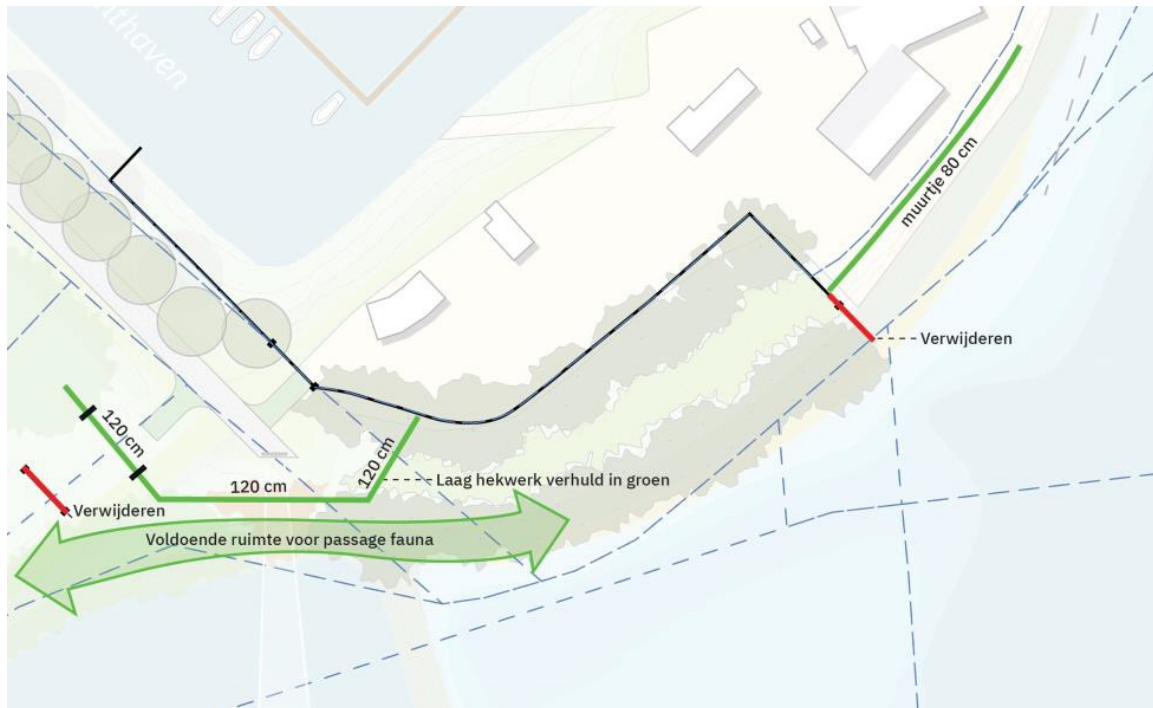 muurtje 80 cm
Verwijderen
120 cm
120 cm
120 cm
Laag hekwerk verhuld in groen
Verwijderen
Voldoende ruimte voor passage fauna